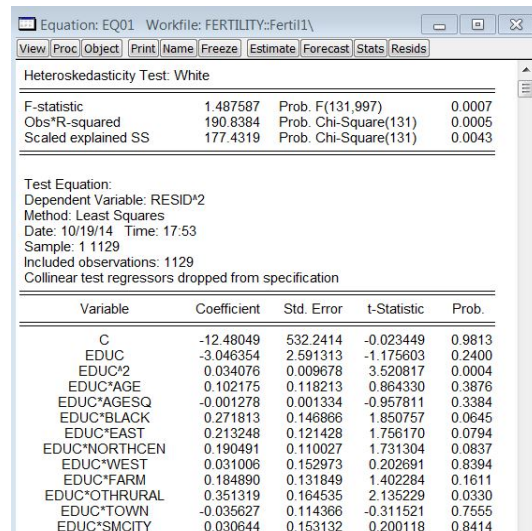 Equation: EQ01 Workfile: FERTILITY::Fertil1\
View Proc Object Print Name Freeze Estimate Forecast Stats Resids
Heteroskedasticity Test: White
F-statistic 1.487587 Prob. F(131,997) 0.0007
Obs*R-squared 190.8384 Prob. Chi-Square(131) 0.0005
Scaled explained SS 177.4319 Prob. Chi-Square(131) 0.0043
Test Equation:
Dependent Variable: RESID^2
Method: Least Squares
Date: 10/19/14 Time: 17:53
Sample: 1 1129
Included observations: 1129
Collinear test regressors dropped from specification
Variable Coefficient Std. Error t-Statistic Prob.
C -12.48049 532.2414 -0.023449 0.9813
EDUC -3.046354 2.591313 -1.175603 0.2400
EDUC^2 0.034076 0.009678 3.520817 0.0004
EDUC*AGE 0.102175 0.118213 0.864330 0.3876
EDUC*AGESQ -0.001278 0.001334 -0.957811 0.3384
EDUC*BLACK 0.271813 0.146866 1.850757 0.0645
EDUC*EAST 0.213248 0.121428 1.756170 0.0794
EDUC*NORTHCEN 0.190491 0.110027 1.731304 0.0837
EDUC*WEST 0.031006 0.152973 0.202691 0.8394
EDUC*FARM 0.184890 0.131849 1.402284 0.1611
EDUC*OTHRURAL 0.351319 0.164535 2.135229 0.0330
EDUC*TOWN -0.035627 0.114366 -0.311521 0.7555
EDUC*SMCITY 0.030644 0.153132 0.200118 0.8414